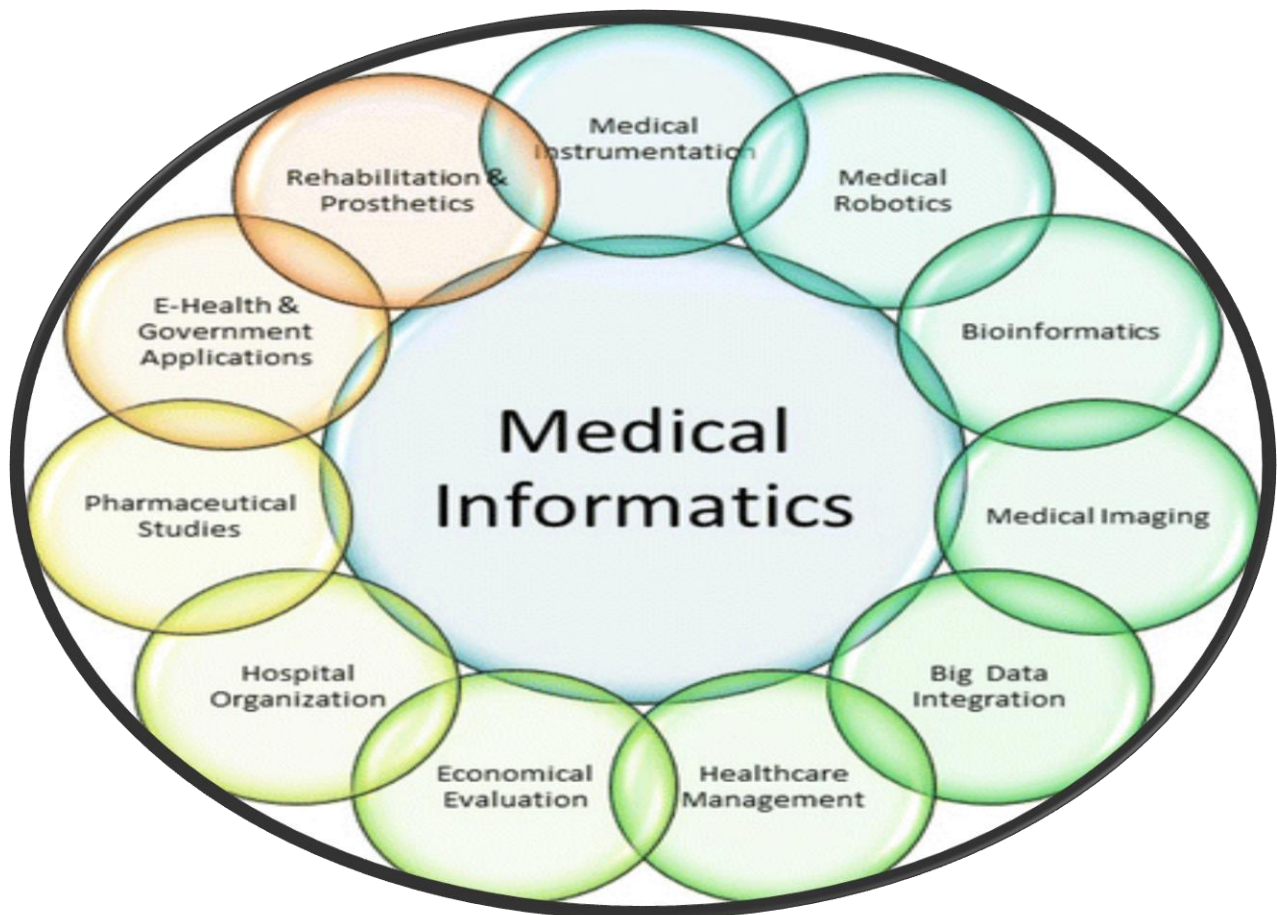 Medical
Instrumentation
Medical
Robotics
Bioinformatics
Medical Imaging
Big Data
Integration
Healthcare
Management
Economical
Evaluation
Hospital
Organization
Pharmaceutical
Studies
E-Health &
Government
Applications
Rehabilitation &
Prosthetics
Medical
Informatics